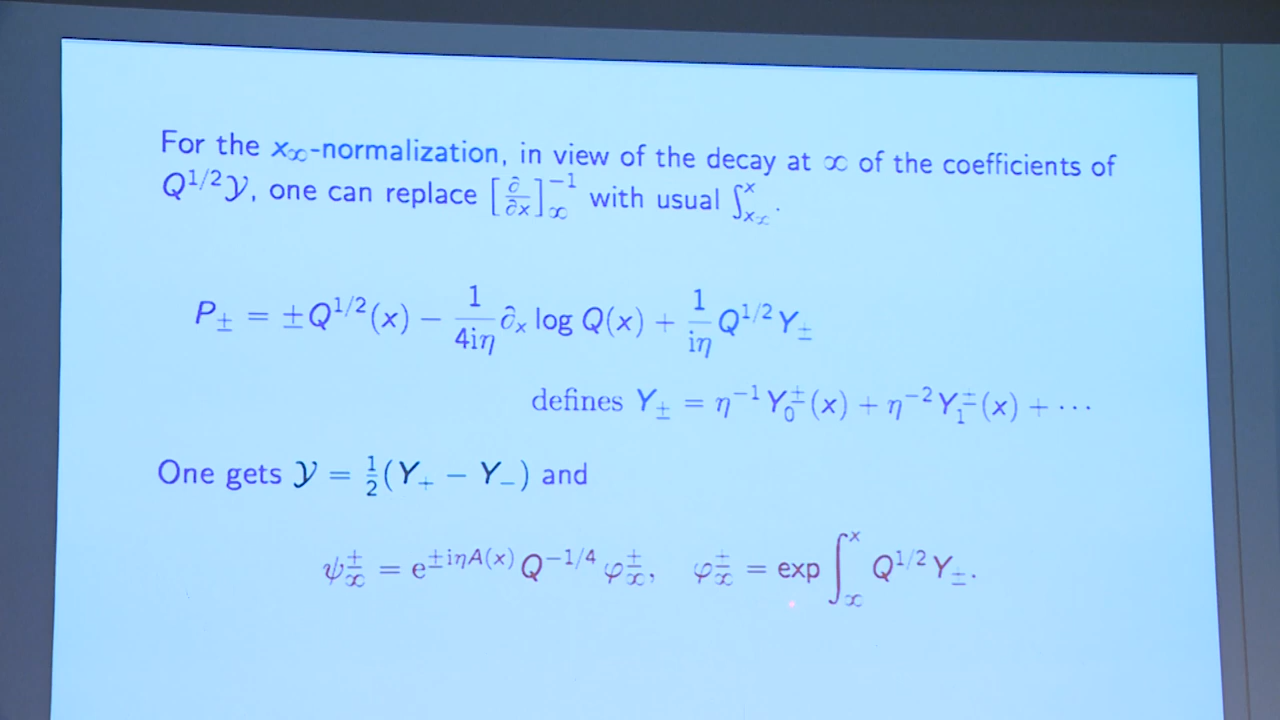 For the x∞-normalization, in view of the decay at ∞ of the coefficients of
Q^{1/2}𝒴, one can replace [∂/∂x]_∞^{-1} with usual ∫_{x∞}^x .
P_± = ±Q^{1/2}(x) − 1/(4iη) ∂_x log Q(x) + 1/(iη) Q^{1/2} Y_±
defines Y_± = η^{-1}Y_0^±(x) + η^{-2}Y_1^±(x) + ⋯
One gets 𝒴 = ½(Y_+ − Y_−) and
ψ_∞^± = e^{±iηA(x)} Q^{-1/4} φ_∞^±, φ_∞^± = exp ∫_∞^x Q^{1/2} Y_±.